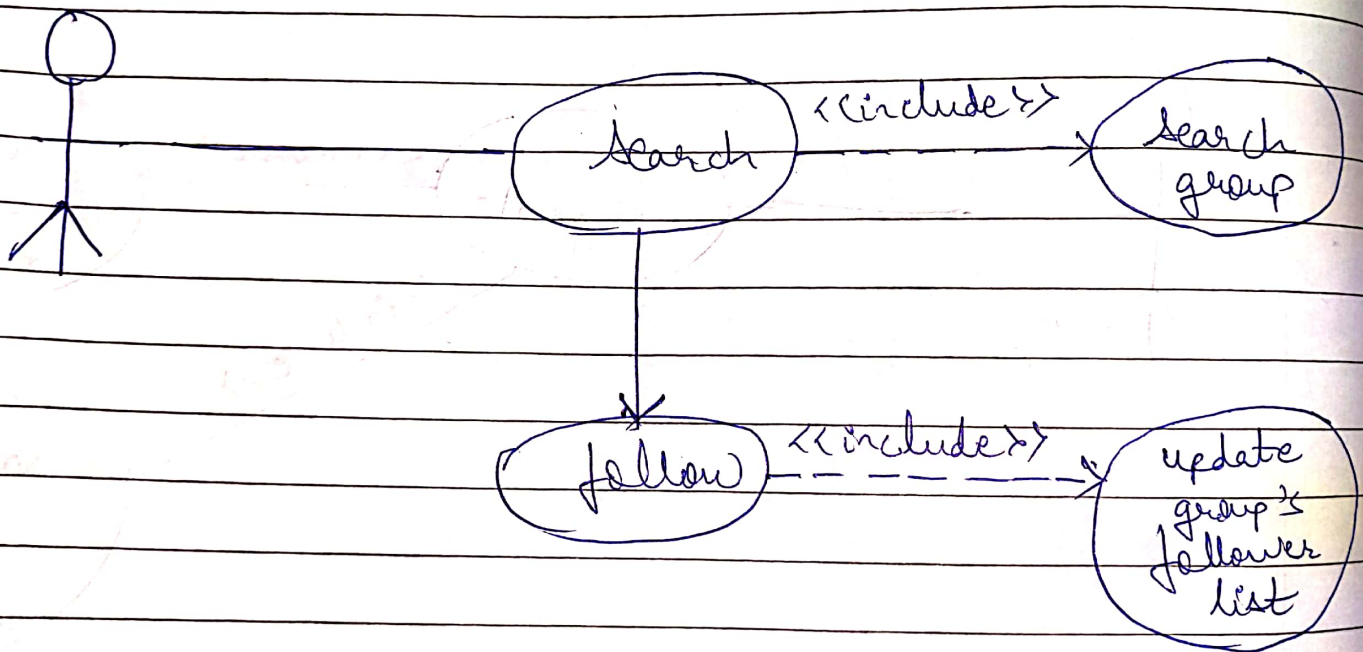 search
<<include>>
search
group
follow
<<include>>
update
group's
follower
list